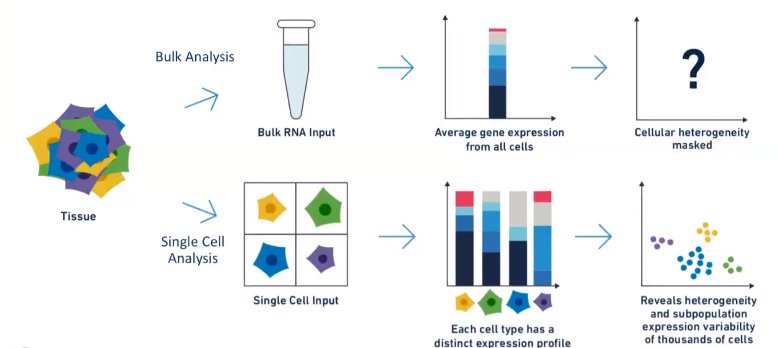 Bulk Analysis
Bulk RNA Input
Average gene expression
from all cells
?
Cellular heterogeneity
masked
Tissue
Single Cell
Analysis
Single Cell Input
Each cell type has a
distinct expression profile
Reveals heterogeneity
and subpopulation
expression variability
of thousands of cells